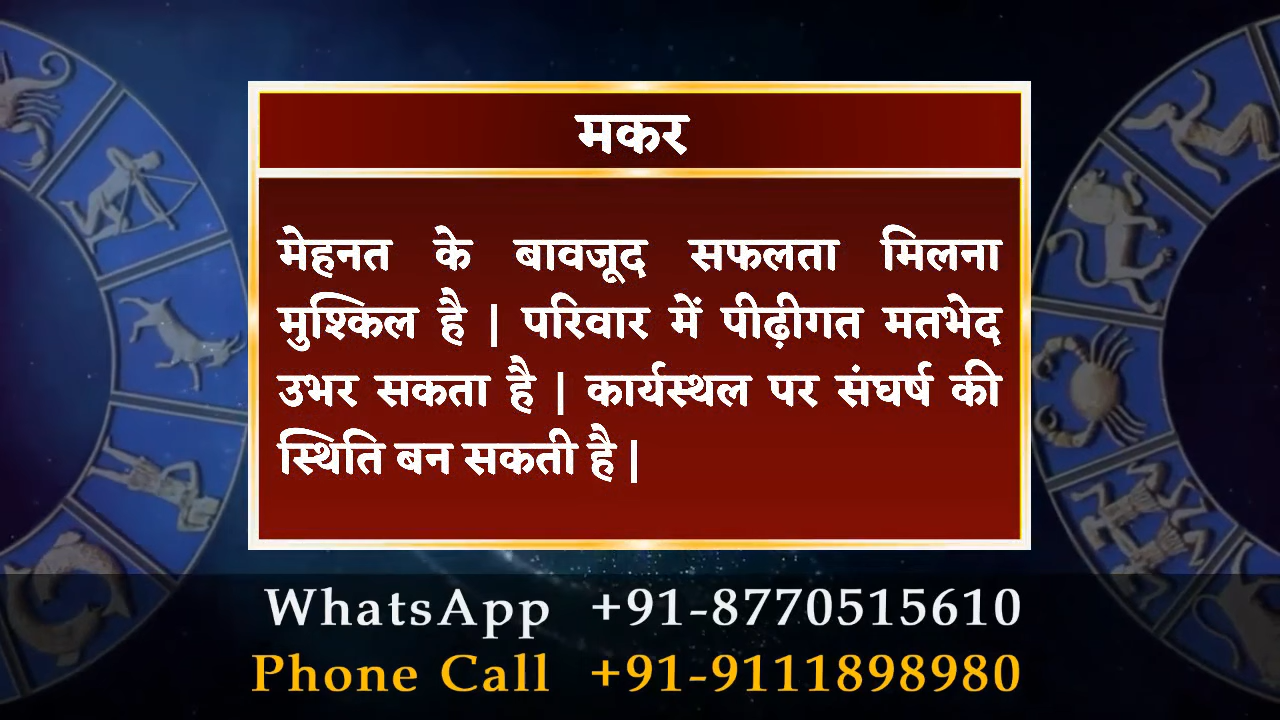 मकर
मेहनत के बावजूद सफलता मिलना
मुश्किल है | परिवार में पीढ़ीगत मतभेद
उभर सकता है | कार्यस्थल पर संघर्ष की
स्थिति बन सकती है |
WhatsApp +91-8770515610
Phone Call +91-9111898980